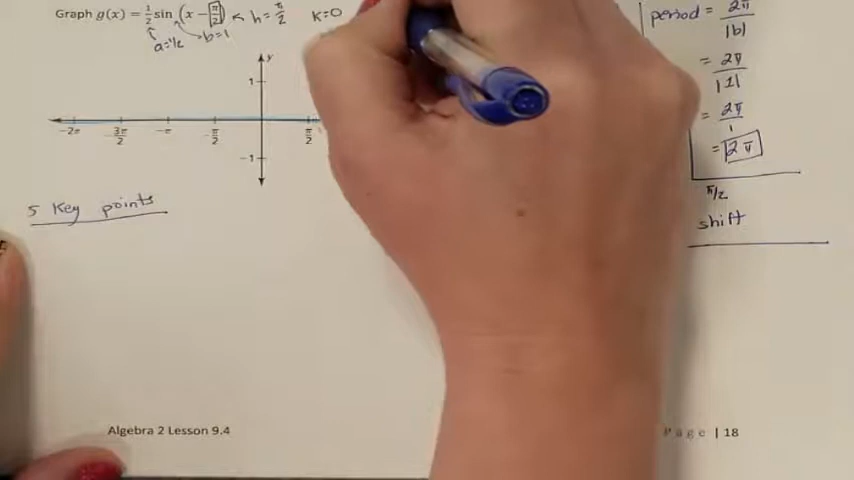 Graph g(x) = 1/2 sin (x − π/2) h = π/2 K=0
a=1/2 b=1
period = 2π/|b|
= 2π/|1|
= 2π/1
= 2π
y
1
−2π −3π/2 −π −π/2 π/2
−1
π/2
shift
5 Key points
Algebra 2 Lesson 9.4
Page | 18